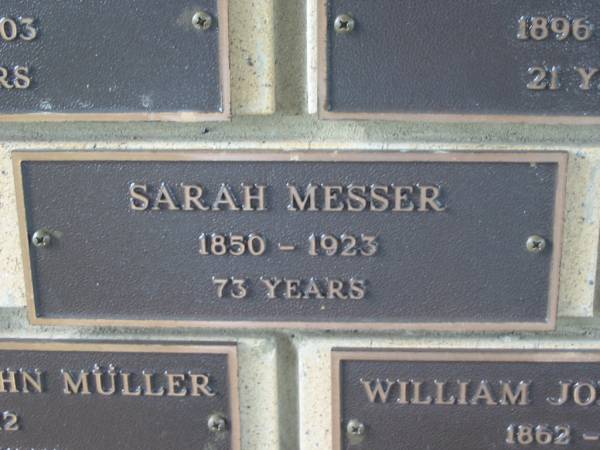 03
RS
1896
21 Y
SARAH MESSER
1850 – 1923
73 YEARS
HN MÜLLER
2
WILLIAM JO
1862 –